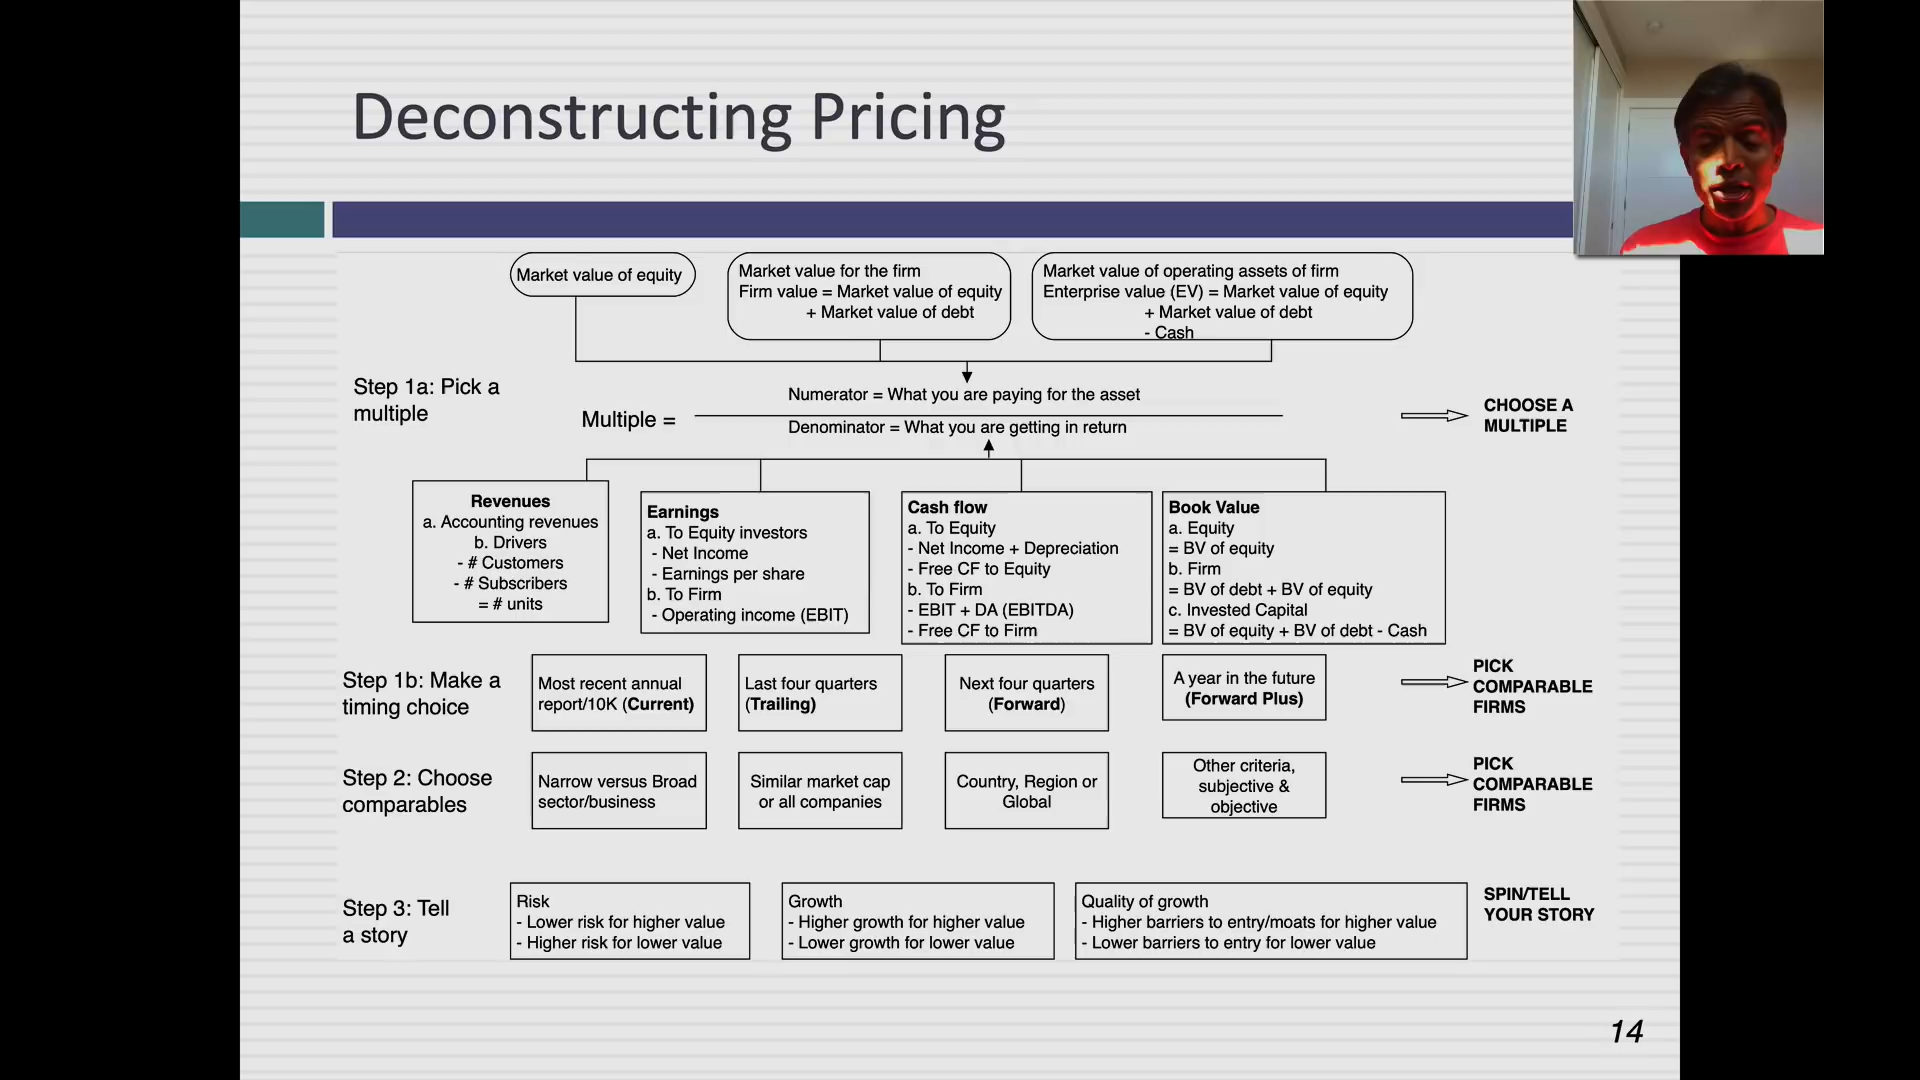 Deconstructing Pricing
Market value of equity
Market value for the firm
Firm value = Market value of equity
+ Market value of debt
Market value of operating assets of firm
Enterprise value (EV) = Market value of equity
+ Market value of debt
- Cash
Step 1a: Pick a
multiple
Multiple =
Numerator = What you are paying for the asset
Denominator = What you are getting in return
CHOOSE A
MULTIPLE
Revenues
a. Accounting revenues
b. Drivers
- # Customers
- # Subscribers
= # units
Earnings
a. To Equity investors
- Net Income
- Earnings per share
b. To Firm
- Operating income (EBIT)
Cash flow
a. To Equity
- Net Income + Depreciation
- Free CF to Equity
b. To Firm
- EBIT + DA (EBITDA)
- Free CF to Firm
Book Value
a. Equity
= BV of equity
b. Firm
= BV of debt + BV of equity
c. Invested Capital
= BV of equity + BV of debt - Cash
Step 1b: Make a
timing choice
Most recent annual
report/10K (Current)
Last four quarters
(Trailing)
Next four quarters
(Forward)
A year in the future
(Forward Plus)
PICK
COMPARABLE
FIRMS
Step 2: Choose
comparables
Narrow versus Broad
sector/business
Similar market cap
or all companies
Country, Region or
Global
Other criteria,
subjective &
objective
PICK
COMPARABLE
FIRMS
Step 3: Tell
a story
Risk
- Lower risk for higher value
- Higher risk for lower value
Growth
- Higher growth for higher value
- Lower growth for lower value
Quality of growth
- Higher barriers to entry/moats for higher value
- Lower barriers to entry for lower value
SPIN/TELL
YOUR STORY
14